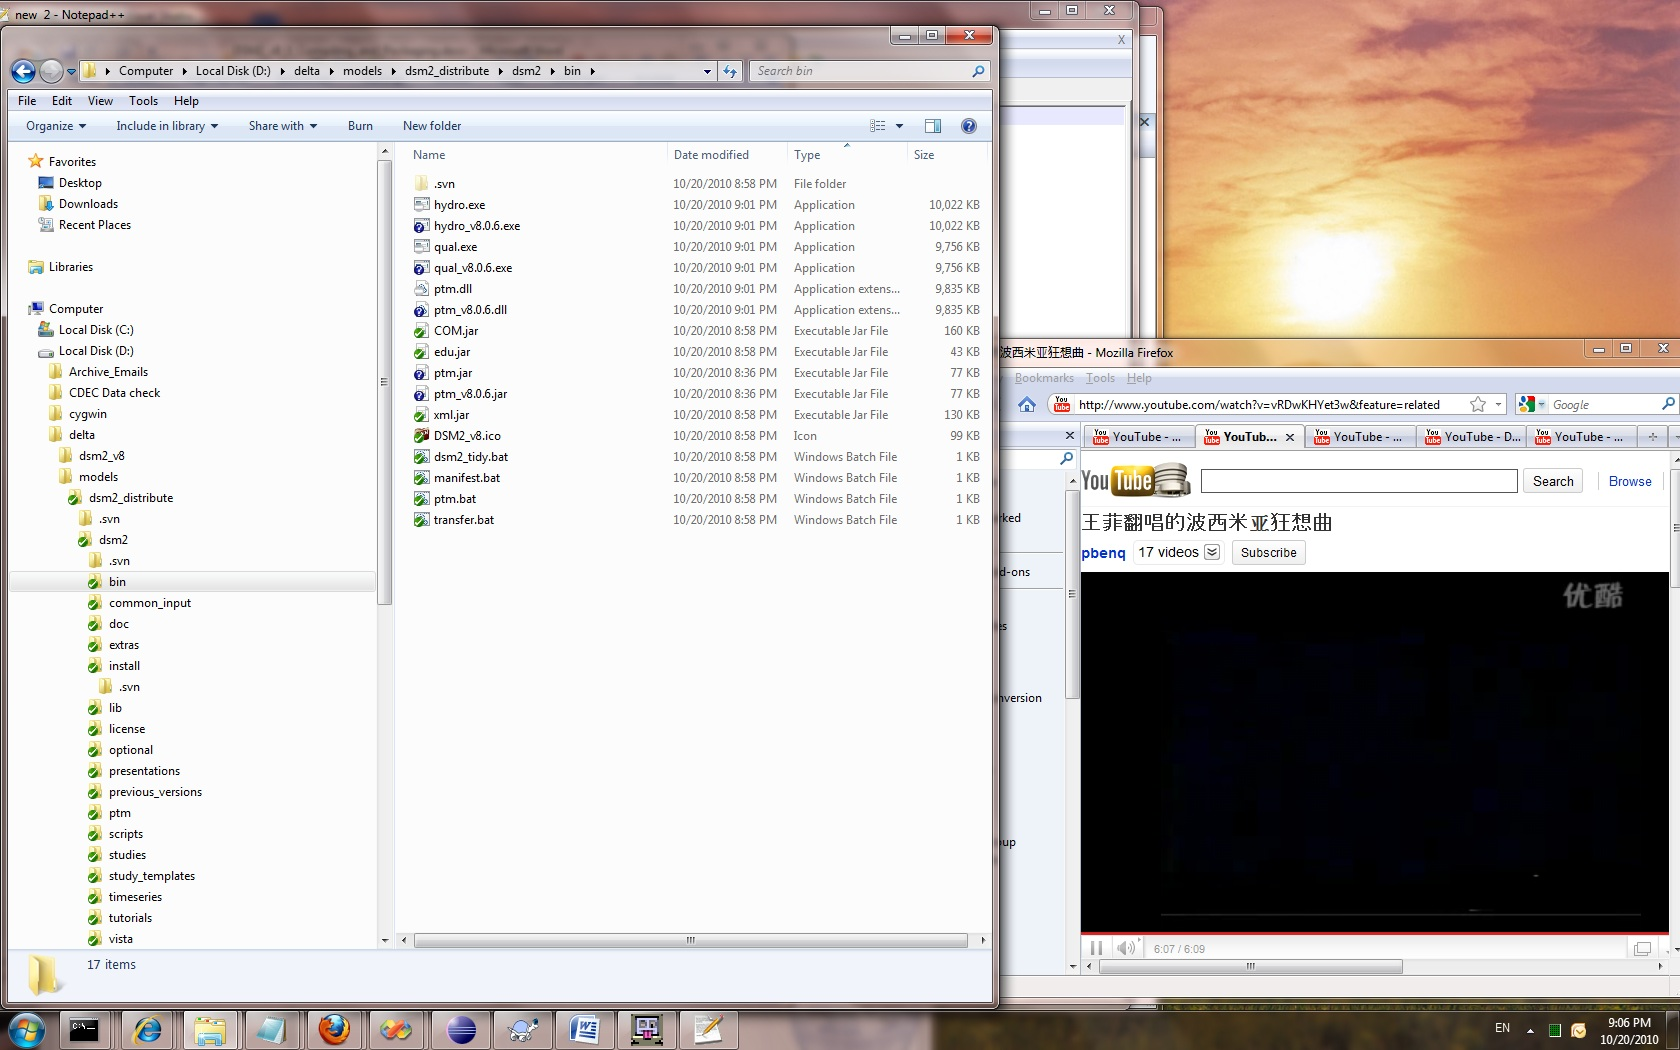 new 2 - Notepad++
Computer Local Disk (D:) delta models dsm2_distribute dsm2 bin
Search bin
File Edit View Tools Help
Organize Include in library Share with Burn New folder
Favorites
Desktop
Downloads
Recent Places
Libraries
Computer
Local Disk (C:)
Local Disk (D:)
Archive_Emails
CDEC Data check
cygwin
delta
dsm2_v8
models
dsm2_distribute
.svn
dsm2
.svn
bin
common_input
doc
extras
install
.svn
lib
license
optional
presentations
previous_versions
ptm
scripts
studies
study_templates
timeseries
tutorials
vista
Name Date modified Type Size
.svn 10/20/2010 8:58 PM File folder
hydro.exe 10/20/2010 9:01 PM Application 10,022 KB
hydro_v8.0.6.exe 10/20/2010 9:01 PM Application 10,022 KB
qual.exe 10/20/2010 9:01 PM Application 9,756 KB
qual_v8.0.6.exe 10/20/2010 9:01 PM Application 9,756 KB
ptm.dll 10/20/2010 9:01 PM Application extens... 9,835 KB
ptm_v8.0.6.dll 10/20/2010 9:01 PM Application extens... 9,835 KB
COM.jar 10/20/2010 8:58 PM Executable Jar File 160 KB
edu.jar 10/20/2010 8:58 PM Executable Jar File 43 KB
ptm.jar 10/20/2010 8:36 PM Executable Jar File 77 KB
ptm_v8.0.6.jar 10/20/2010 8:36 PM Executable Jar File 77 KB
xml.jar 10/20/2010 8:58 PM Executable Jar File 130 KB
DSM2_v8.ico 10/20/2010 8:58 PM Icon 99 KB
dsm2_tidy.bat 10/20/2010 8:58 PM Windows Batch File 1 KB
manifest.bat 10/20/2010 8:58 PM Windows Batch File 1 KB
ptm.bat 10/20/2010 8:58 PM Windows Batch File 1 KB
transfer.bat 10/20/2010 8:58 PM Windows Batch File 1 KB
17 items
波西米亚狂想曲 - Mozilla Firefox
Bookmarks Tools Help
http://www.youtube.com/watch?v=vRDwKHYet3w&feature=related
Google
YouTube - ... YouTub... YouTube - ... YouTube - D... YouTube - ...
YouTube
Search Browse
王菲翻唱的波西米亚狂想曲
pbenq 17 videos Subscribe
优酷
6:07 / 6:09
rked
d-ons
es
nversion
up
C:\
EN
9:06 PM
10/20/2010